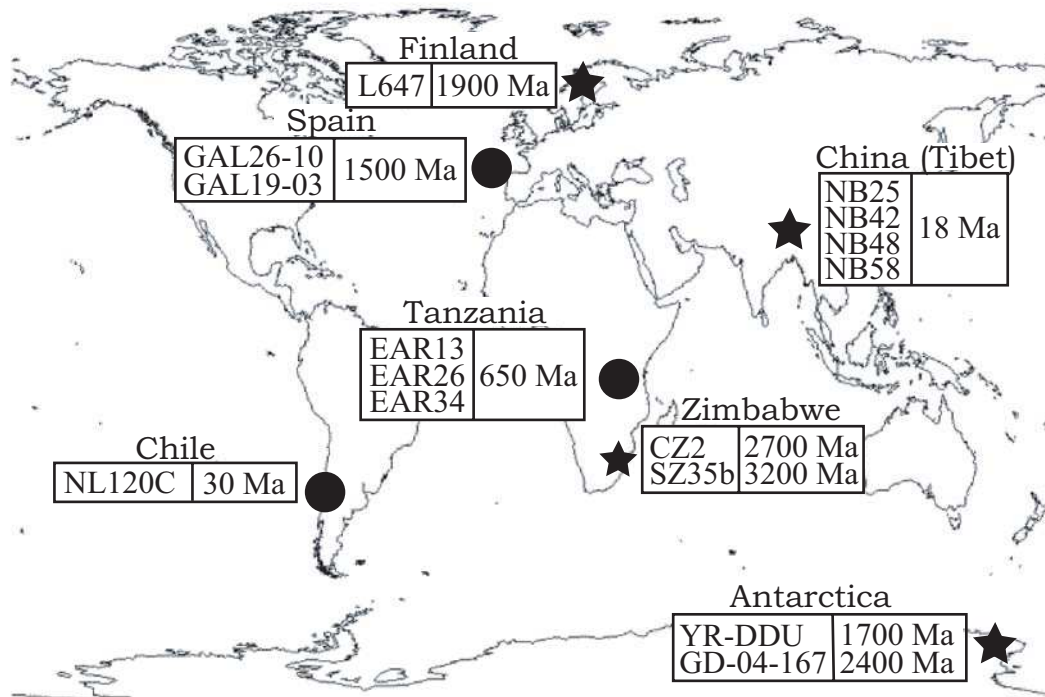 Finland
L647 1900 Ma
Spain
GAL26-10
GAL19-03
1500 Ma
China (Tibet)
NB25
NB42
NB48
NB58
18 Ma
Tanzania
EAR13
EAR26
EAR34
650 Ma
Zimbabwe
CZ2 2700 Ma
SZ35b 3200 Ma
Chile
NL120C 30 Ma
Antarctica
YR-DDU 1700 Ma
GD-04-167 2400 Ma